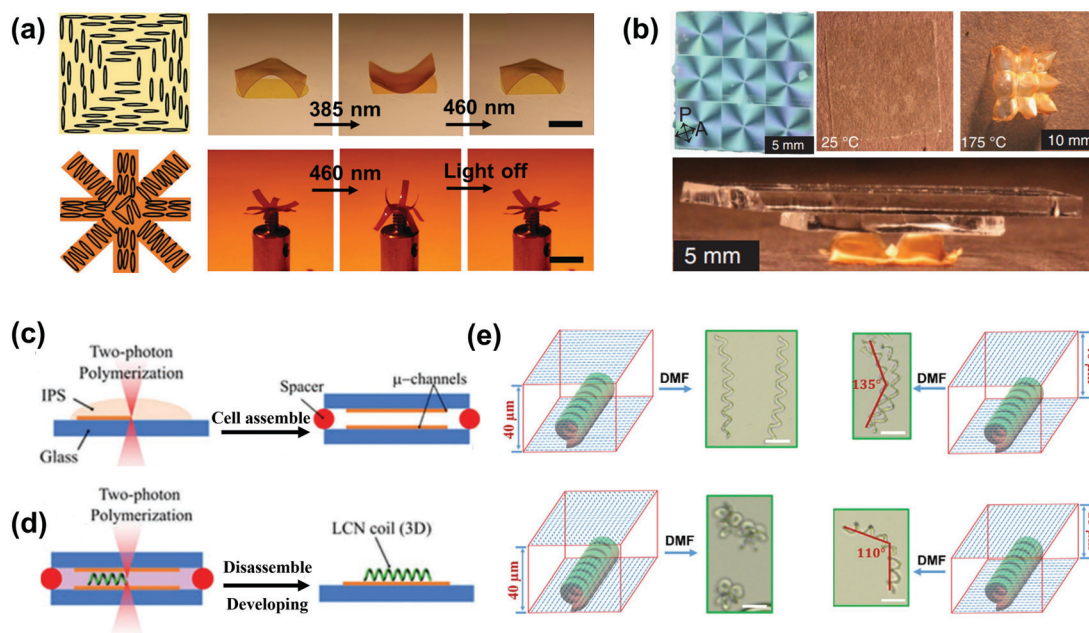 (a)
385 nm
460 nm
460 nm
Light off
(b)
P
A
5 mm
25 °C
175 °C
10 mm
5 mm
(c)
Two-photon
Polymerization
IPS
Glass
Cell assemble
Spacer
μ-channels
(d)
Two-photon
Polymerization
Disassemble
Developing
LCN coil (3D)
(e)
40 μm
DMF
135°
DMF
40 μm
DMF
110°
DMF